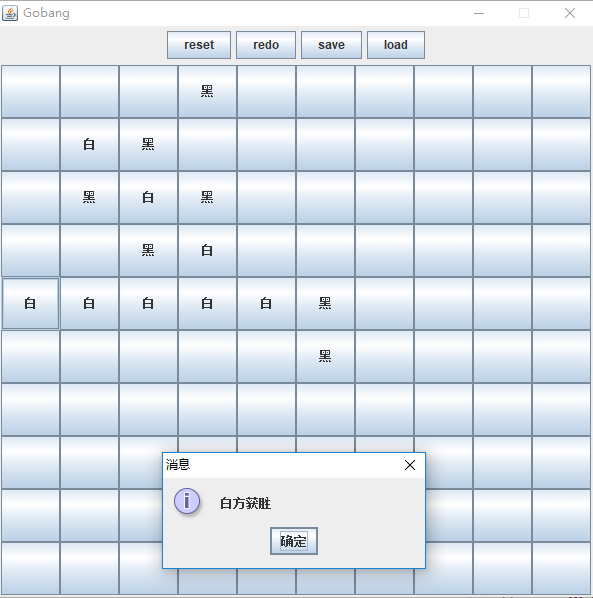 Gobang
reset redo save load
黑
白 黑
黑 白 黑
黑 白
白 白 白 白 白 黑
黑
消息
i 白方获胜
确定